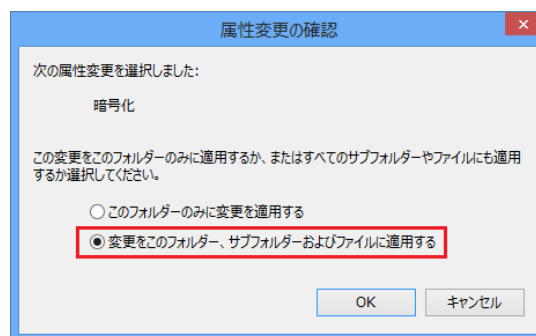 属性変更の確認
次の属性変更を選択しました:
暗号化
この変更をこのフォルダーのみに適用するか、またはすべてのサブフォルダーやファイルにも適用
するか選択してください。
このフォルダーのみに変更を適用する
変更をこのフォルダー、サブフォルダーおよびファイルに適用する
OK キャンセル